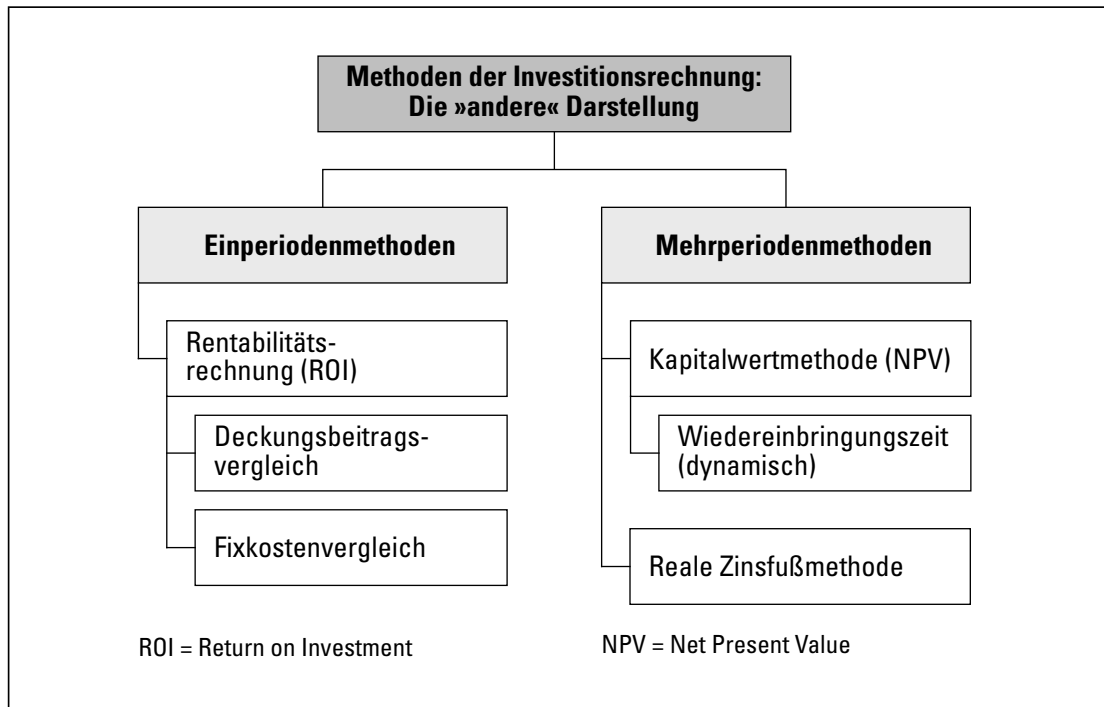 Methoden der Investitionsrechnung:
Die »andere« Darstellung
Einperiodenmethoden
Rentabilitäts-
rechnung (ROI)
Deckungsbeitrags-
vergleich
Fixkostenvergleich
ROI = Return on Investment
Mehrperiodenmethoden
Kapitalwertmethode (NPV)
Wiedereinbringungszeit
(dynamisch)
Reale Zinsfußmethode
NPV = Net Present Value